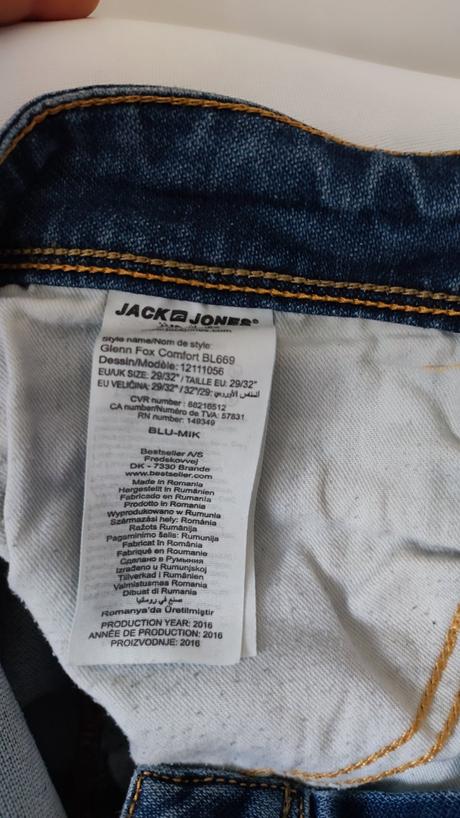 JACK & JONES®
Style name/Nom de style:
Glenn Fox Comfort BL669
Dessin/Modèle: 12111056
EU/UK SIZE: 29/32" / TAILLE EU: 29/32"
EU VELIČINA: 29/32" / 32"/29: المقاس الأوروبي
CVR number : 88216512
CA number/Numéro de TVA: 57831
RN number: 149349
BLU-MIK
Bestseller A/S
Fredskovvej
DK - 7330 Brande
www.bestseller.com
Made in Romania
Hergestellt in Rumänien
Fabricado en Rumania
Prodotto in Romania
Wyprodukowano w Rumunia
Származási hely: Románia
Ražots Rumānija
Pagaminimo šalis: Rumunija
Fabricat în România
Fabriqué en Roumanie
Сделано в Румыния
Izrađeno u Rumunjskoj
Tillverkad i Rumänien
Valmistusmaa Romania
Dibuat di Rumania
صنع في رومانيا
Romanya'da Üretilmiştir
PRODUCTION YEAR: 2016
ANNÉE DE PRODUCTION: 2016
PROIZVODNJE: 2016